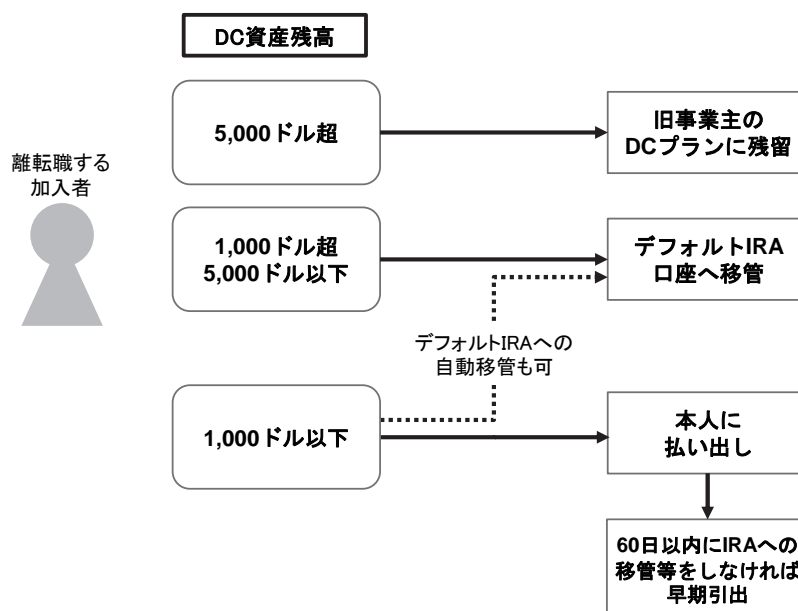 DC資産残高
5,000ドル超
旧事業主の
DCプランに残留
離転職する
加入者
1,000ドル超
5,000ドル以下
デフォルトIRA
口座へ移管
デフォルトIRAへの
自動移管も可
1,000ドル以下
本人に
払い出し
60日以内にIRAへの
移管等をしなければ
早期引出